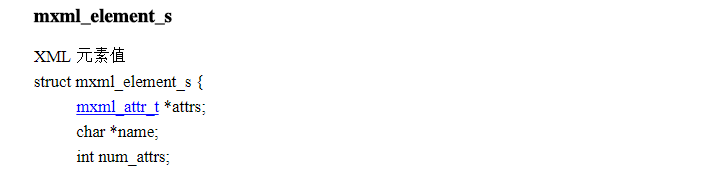 mxml_element_s
XML 元素值
struct mxml_element_s {
mxml_attr_t *attrs;
char *name;
int num_attrs;